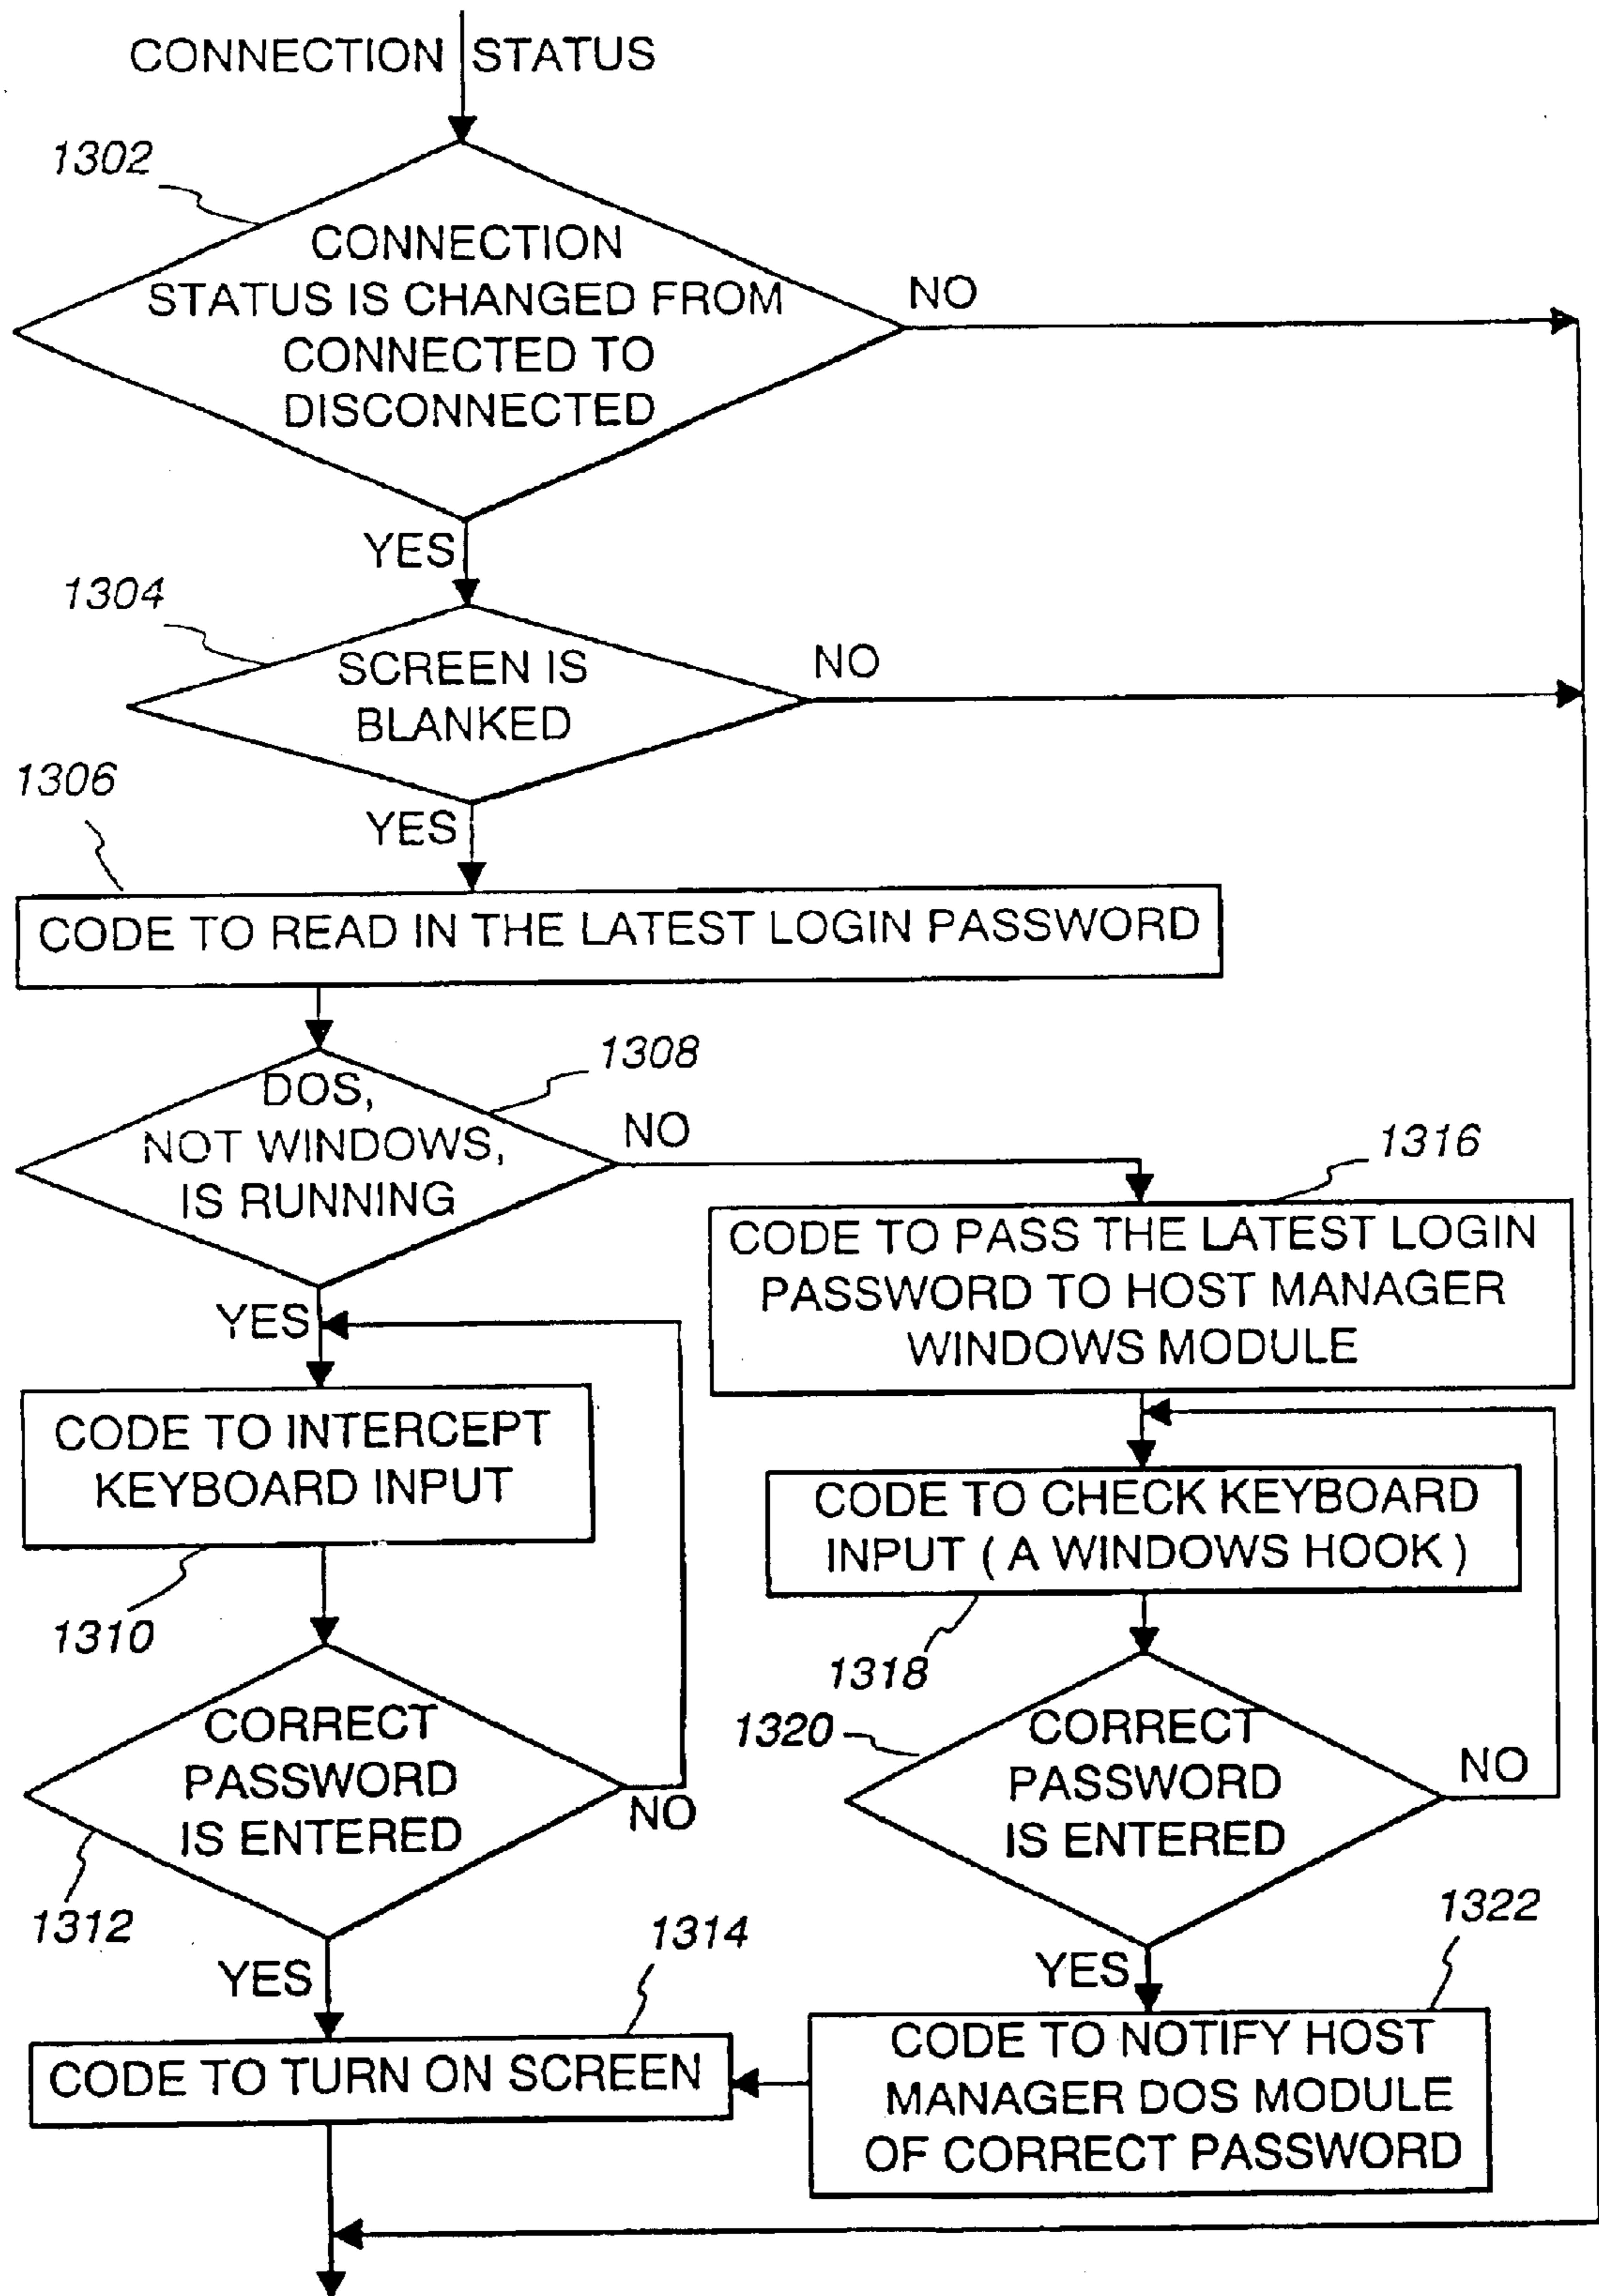 CONNECTION STATUS
1302
CONNECTION
STATUS IS CHANGED FROM
CONNECTED TO
DISCONNECTED
NO
YES
1304
SCREEN IS
BLANKED
NO
YES
1306
CODE TO READ IN THE LATEST LOGIN PASSWORD
1308
DOS,
NOT WINDOWS,
IS RUNNING
NO
YES
1316
CODE TO PASS THE LATEST LOGIN
PASSWORD TO HOST MANAGER
WINDOWS MODULE
CODE TO INTERCEPT
KEYBOARD INPUT
1310
CODE TO CHECK KEYBOARD
INPUT ( A WINDOWS HOOK )
1318
CORRECT
PASSWORD
IS ENTERED
NO
1312
YES
1320
CORRECT
PASSWORD
IS ENTERED
NO
YES
1314
CODE TO TURN ON SCREEN
1322
CODE TO NOTIFY HOST
MANAGER DOS MODULE
OF CORRECT PASSWORD